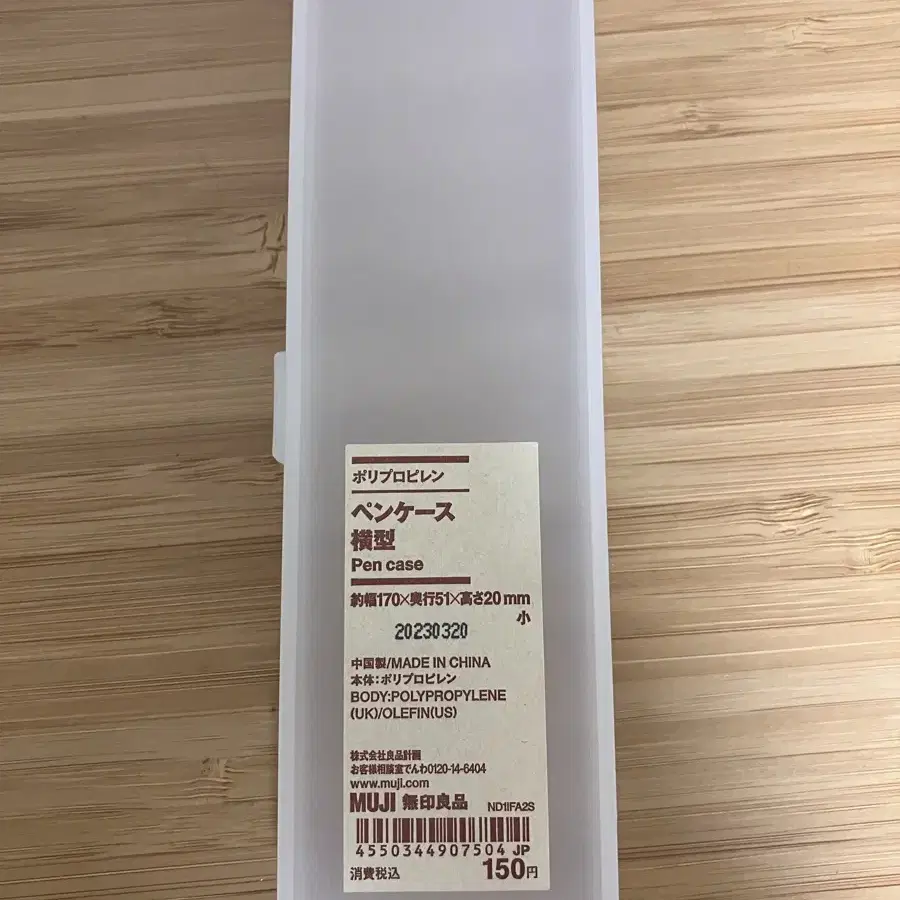 ポリプロピレン
ペンケース
横型
Pen case
約幅170×奥行51×高さ20mm
小
20230320
中国製/MADE IN CHINA
本体:ポリプロピレン
BODY:POLYPROPYLENE
(UK)/OLEFIN(US)
株式会社良品計画
お客様相談室でんわ0120-14-6404
www.muji.com
MUJI 無印良品 ND1IFA2S
4550344907504 JP
消費税込 150円